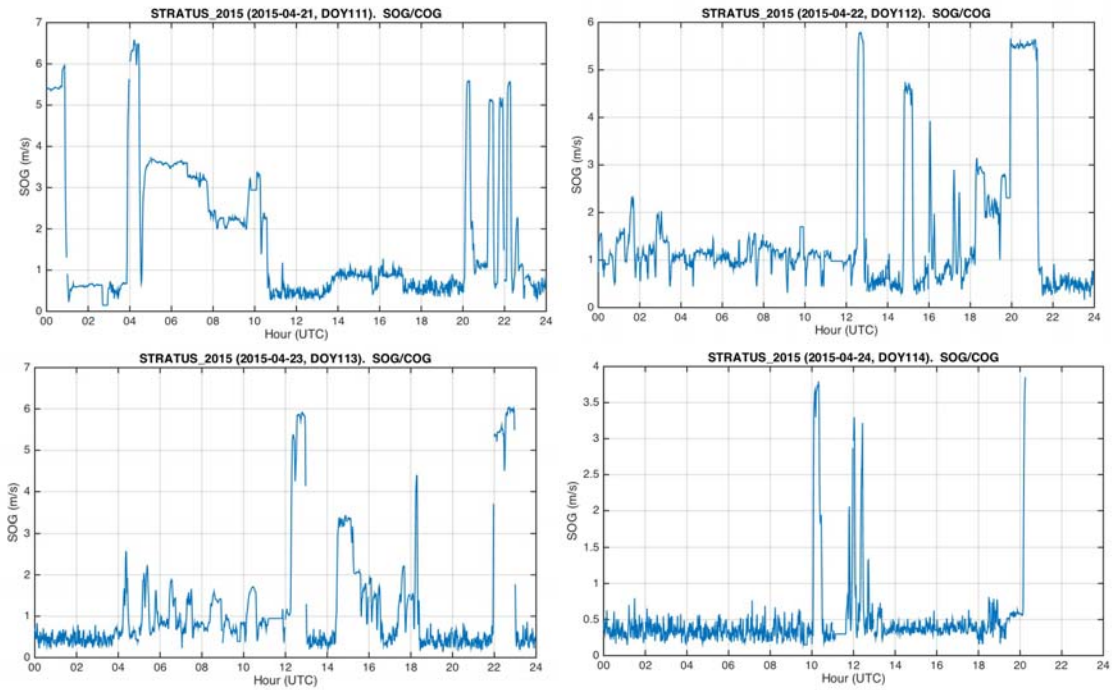 STRATUS_2015 (2015-04-21, DOY111). SOG/COG
7
6
5
4
3
2
1
0
SOG (m/s)
00 02 04 06 08 10 12 14 16 18 20 22 24
Hour (UTC)
STRATUS_2015 (2015-04-22, DOY112). SOG/COG
6
5
4
3
2
1
0
SOG (m/s)
00 02 04 06 08 10 12 14 16 18 20 22 24
Hour (UTC)
STRATUS_2015 (2015-04-23, DOY113). SOG/COG
7
6
5
4
3
2
1
0
SOG (m/s)
00 02 04 06 08 10 12 14 16 18 20 22 24
Hour (UTC)
STRATUS_2015 (2015-04-24, DOY114). SOG/COG
4
3.5
3
2.5
2
1.5
1
0.5
0
SOG (m/s)
00 02 04 06 08 10 12 14 16 18 20 22 24
Hour (UTC)